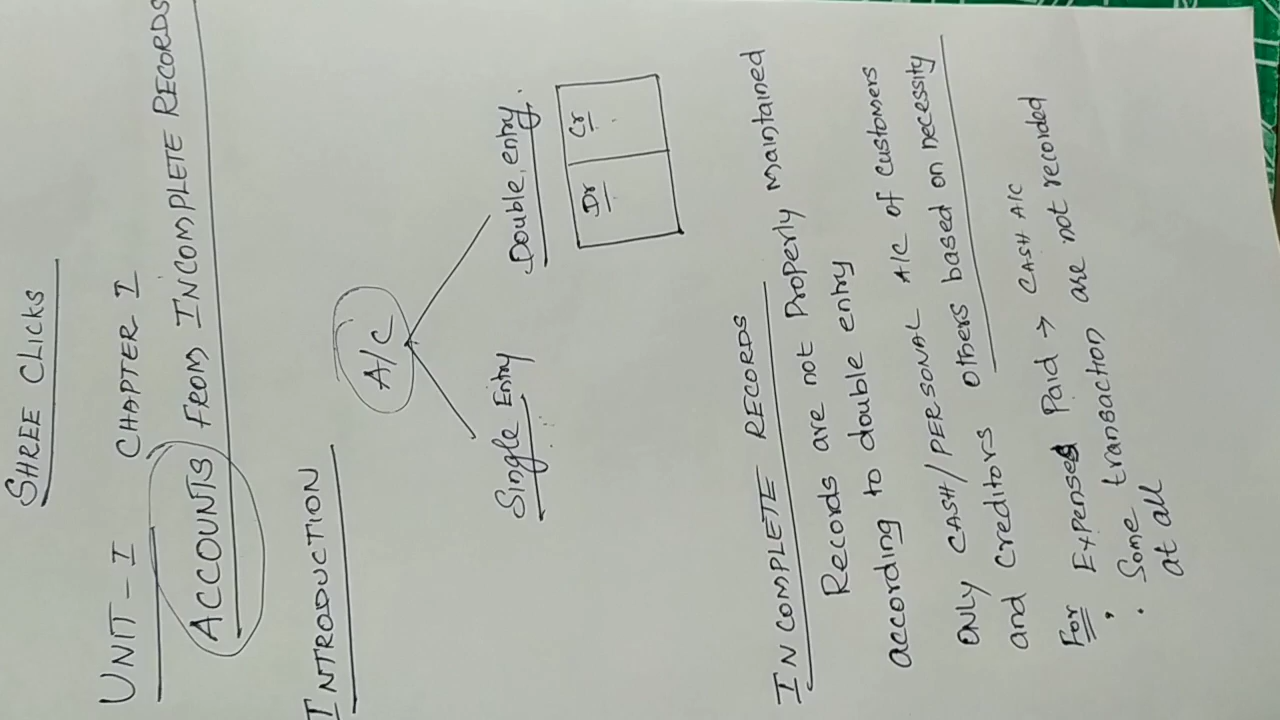 SHREE CLICKS
UNIT-I CHAPTER I
ACCOUNTS FROM INCOMPLETE RECORDS
INTRODUCTION
A/C
Single Entry Double entry.
Dr Cr
INCOMPLETE RECORDS
Records are not Properly maintained
according to double entry
ONLY CASH/PERSONAL A/C of customers
and creditors others based on necessity
For Expenses Paid → CASH A/C
• Some transaction are not recorded
at all